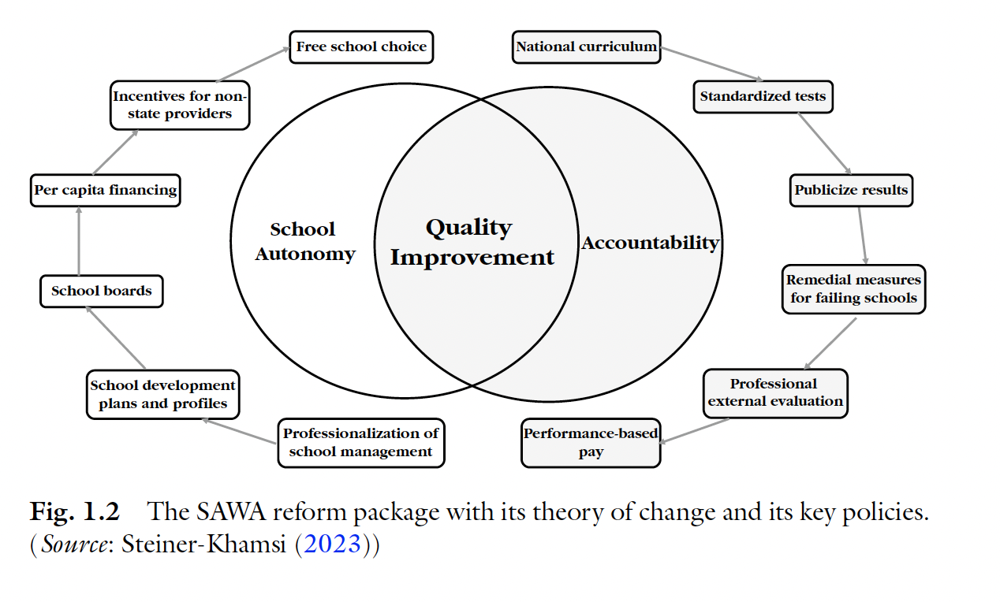 Free school choice
National curriculum
Incentives for non-
state providers
Standardized tests
Per capita financing
Publicize results
School
Autonomy
Quality
Improvement
Accountability
School boards
Remedial measures
for failing schools
School development
plans and profiles
Professional
external evaluation
Professionalization of
school management
Performance-based
pay
Fig. 1.2 The SAWA reform package with its theory of change and its key policies.
(Source: Steiner-Khamsi (2023))